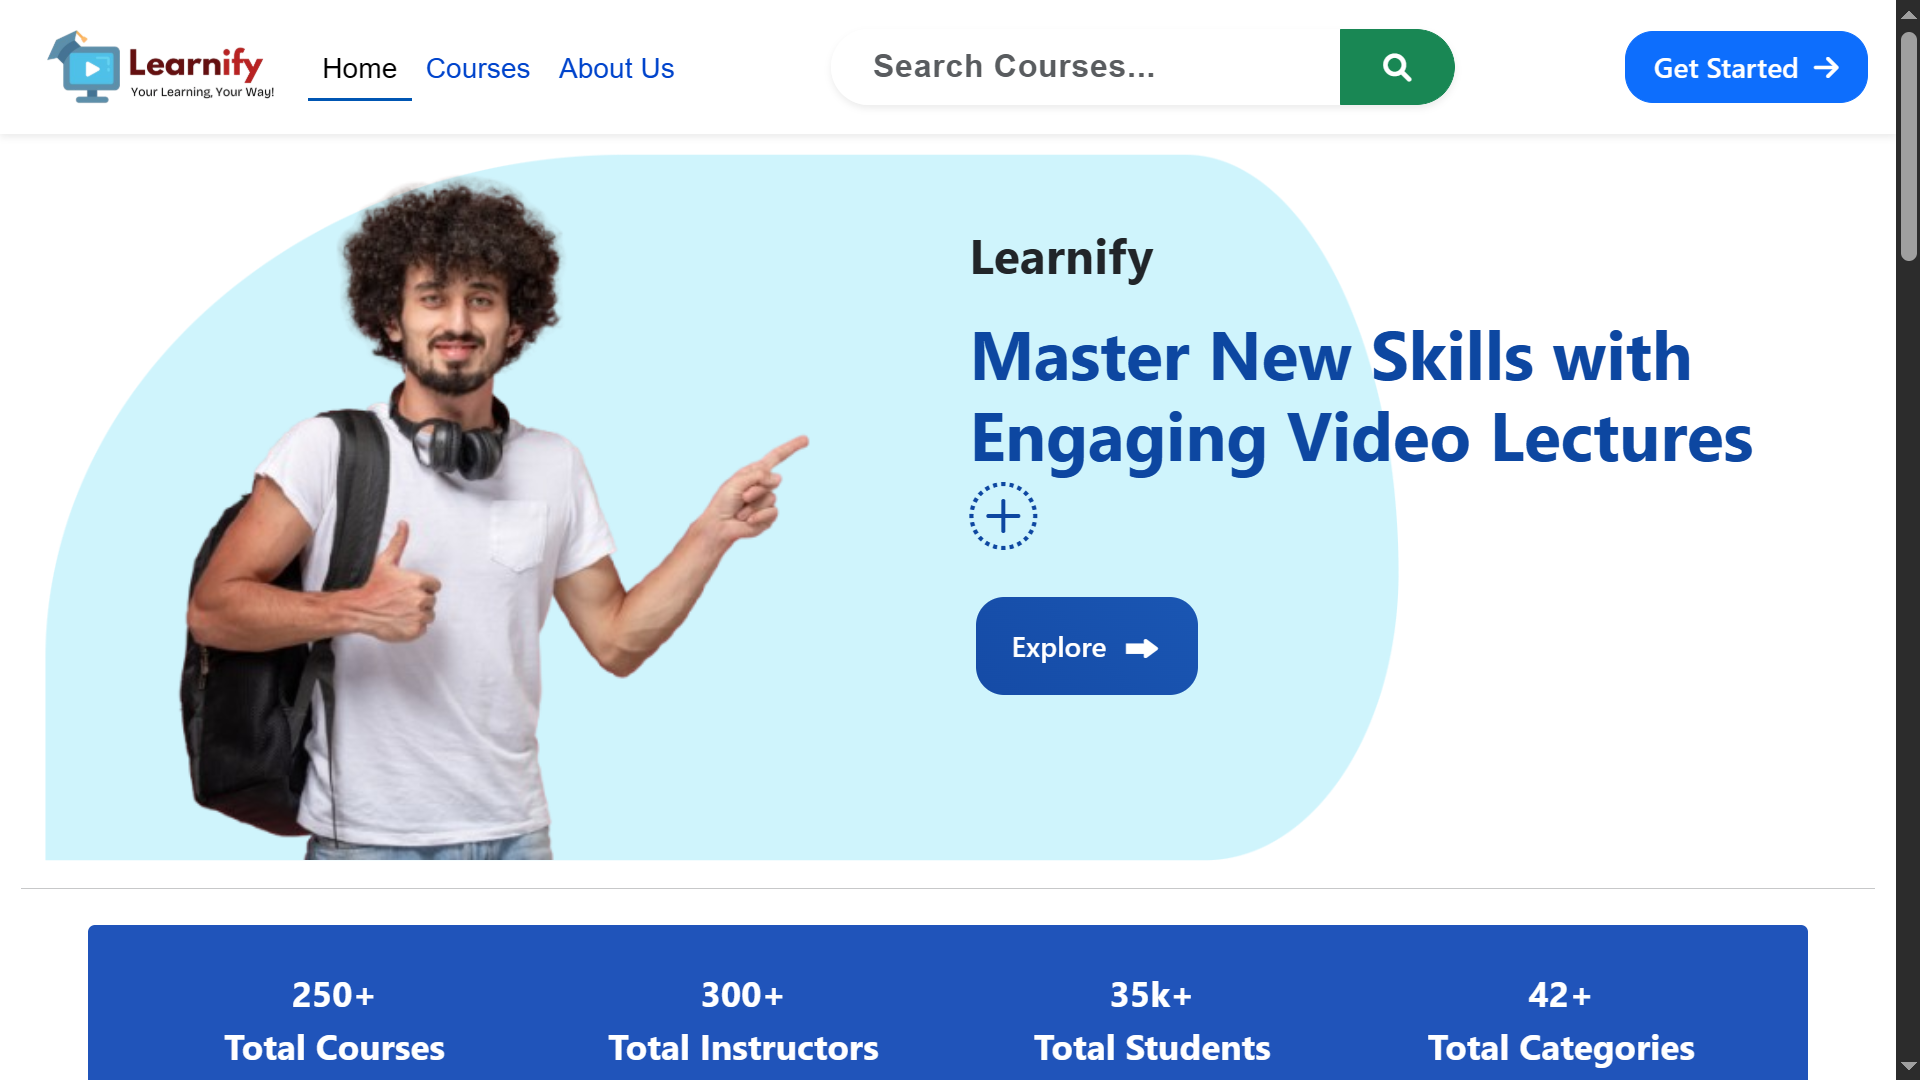 Learnify
Your Learning, Your Way!
Home
Courses
About Us
Search Courses...
Get Started
Learnify
Master New Skills with
Engaging Video Lectures
Explore
250+
Total Courses
300+
Total Instructors
35k+
Total Students
42+
Total Categories